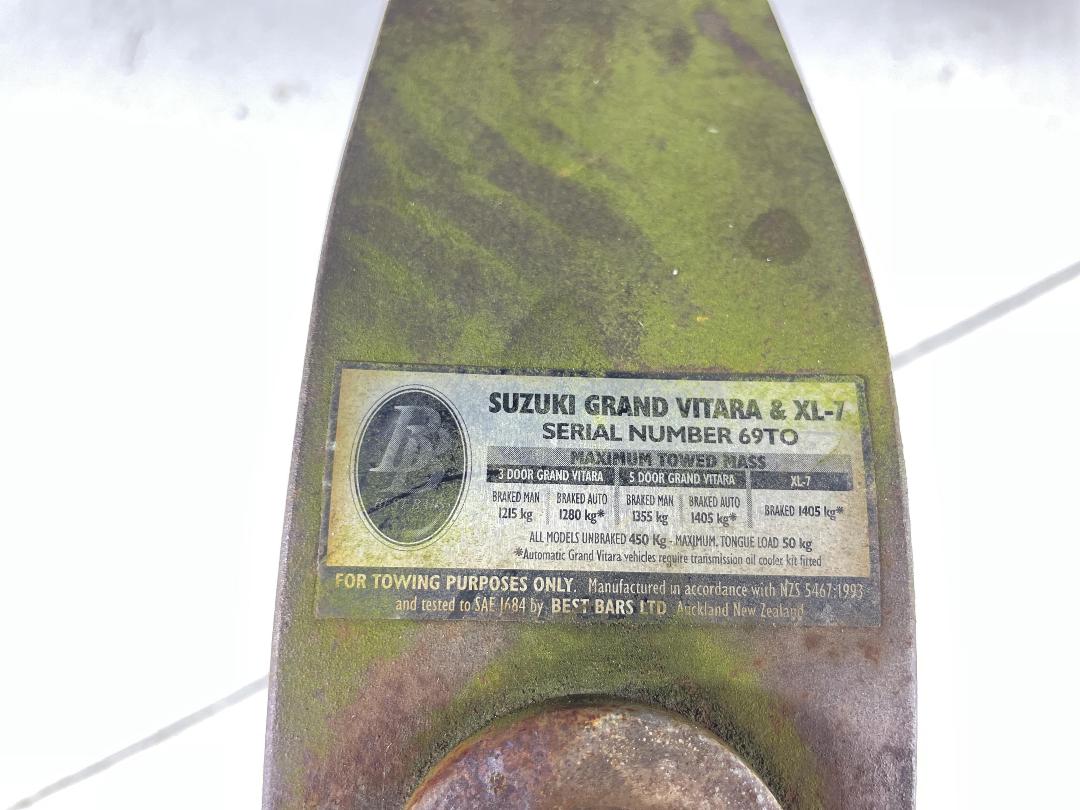 BB
SUZUKI GRAND VITARA & XL-7
SERIAL NUMBER 69TO
MAXIMUM TOWED MASS
3 DOOR GRAND VITARA 5 DOOR GRAND VITARA XL-7
BRAKED MAN BRAKED AUTO BRAKED MAN BRAKED AUTO BRAKED 1405 kg*
1215 kg 1280 kg* 1355 kg 1405 kg*
ALL MODELS UNBRAKED 450 Kg - MAXIMUM, TONGUE LOAD 50 kg
*Automatic Grand Vitara vehicles require transmission oil cooler kit fitted
FOR TOWING PURPOSES ONLY. Manufactured in accordance with NZS 5467:1993
and tested to SAE J684 by BEST BARS LTD Auckland New Zealand